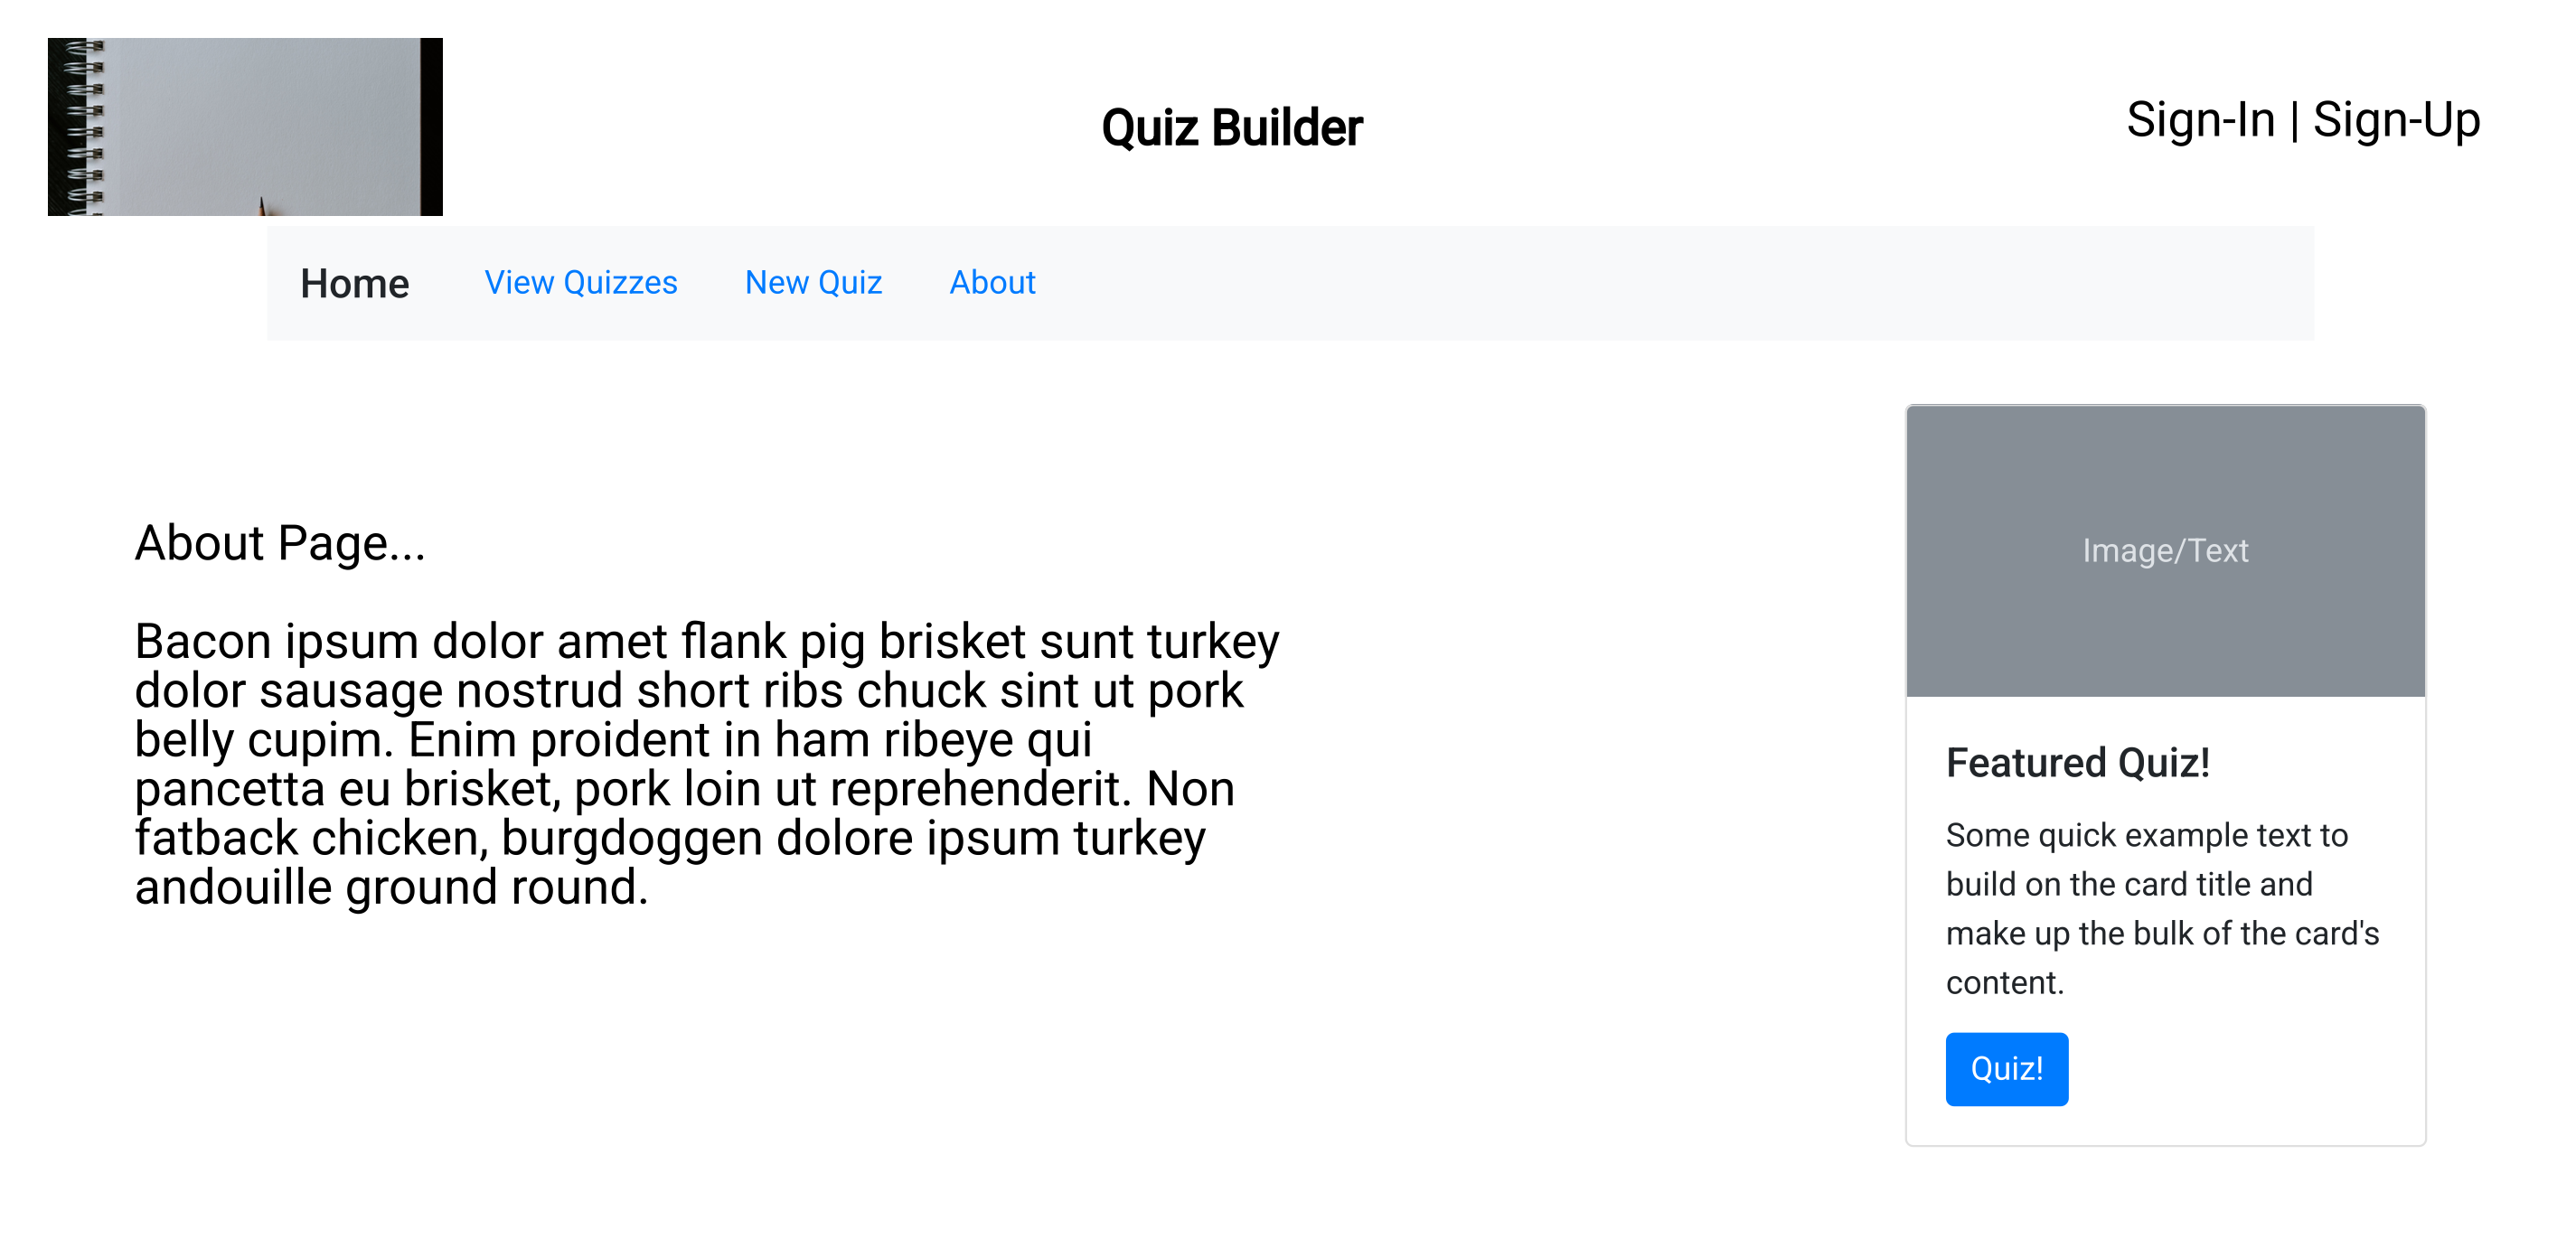 Quiz Builder
Sign-In | Sign-Up
Home View Quizzes New Quiz About
About Page...
Bacon ipsum dolor amet flank pig brisket sunt turkey
dolor sausage nostrud short ribs chuck sint ut pork
belly cupim. Enim proident in ham ribeye qui
pancetta eu brisket, pork loin ut reprehenderit. Non
fatback chicken, burgdoggen dolore ipsum turkey
andouille ground round.
Image/Text
Featured Quiz!
Some quick example text to
build on the card title and
make up the bulk of the card's
content.
Quiz!